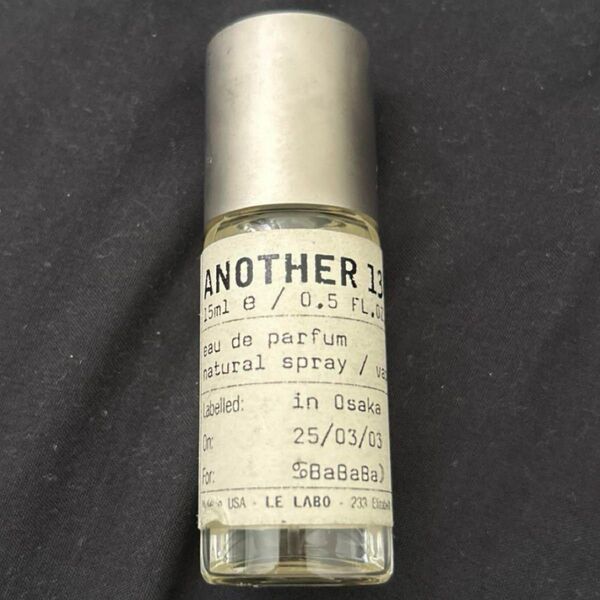 ANOTHER 13
15ml e / 0.5 FL.OZ
eau de parfum
natural spray /
Labelled: in Osaka
On: 25/03/03
For: %BaBaBa)
USA - LE LABO - 233